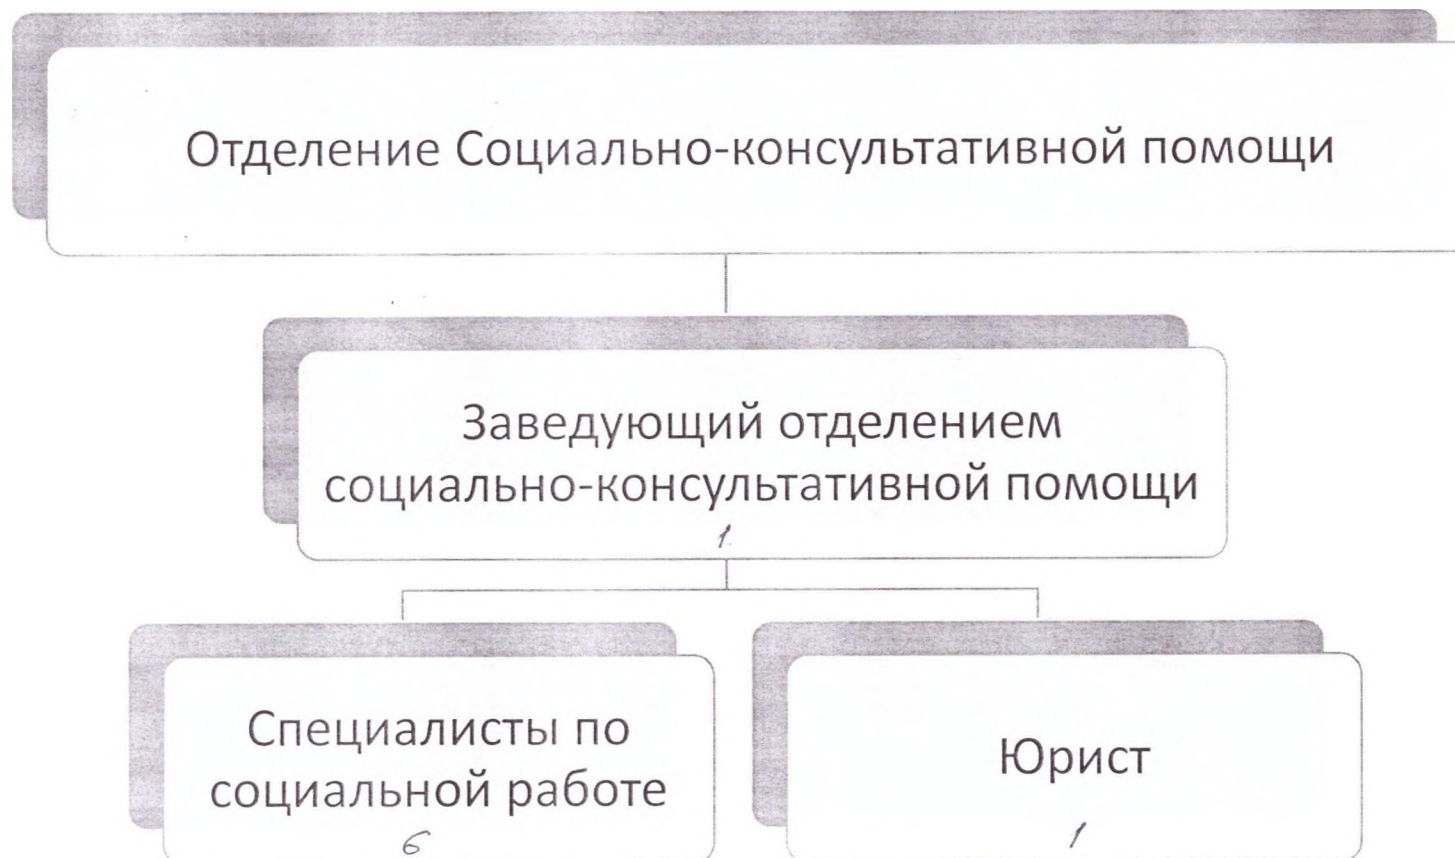 Отделение Социально-консультативной помощи
Заведующий отделением
социально-консультативной помощи
1.
Специалисты по
социальной работе
6
Юрист
1